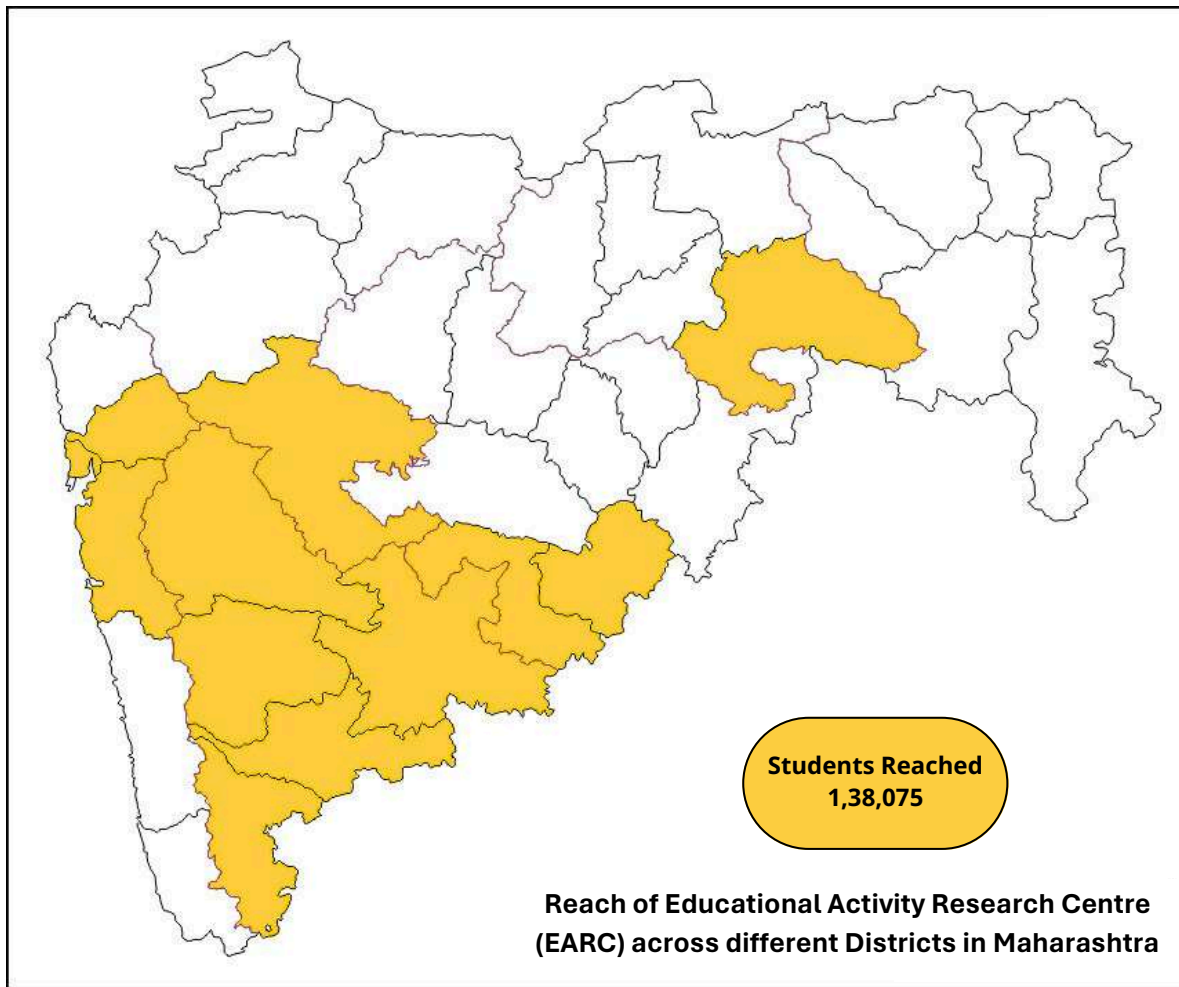 Students Reached
1,38,075
Reach of Educational Activity Research Centre
(EARC) across different Districts in Maharashtra